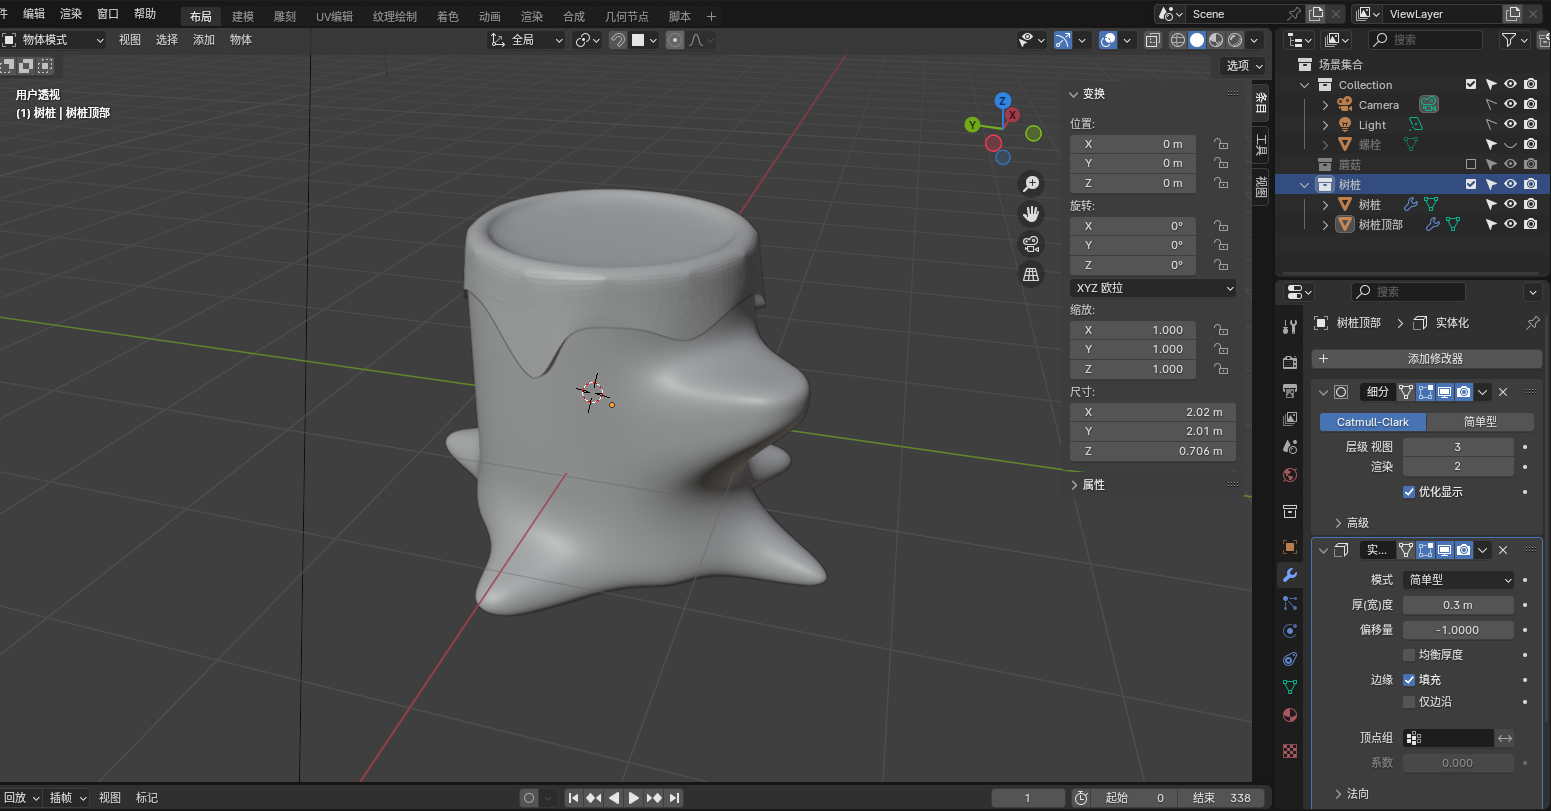 件 编辑 渲染 窗口 帮助 布局 建模 雕刻 UV编辑 纹理绘制 着色 动画 渲染 合成 几何节点 脚本 + Scene ViewLayer
物体模式 视图 选择 添加 物体 全局 搜索
选项
用户透视
(1) 树桩 | 树桩顶部
Z
X
Y
变换
位置:
X 0 m
Y 0 m
Z 0 m
旋转:
X 0°
Y 0°
Z 0°
XYZ 欧拉
缩放:
X 1.000
Y 1.000
Z 1.000
尺寸:
X 2.02 m
Y 2.01 m
Z 0.706 m
属性
条目
工具
视图
场景集合
Collection
Camera
Light
螺栓
蘑菇
树桩
树桩
树桩顶部
搜索
树桩顶部 实体化
+ 添加修改器
细分
Catmull-Clark 简单型
层级 视图 3
渲染 2
优化显示
高级
实...
模式 简单型
厚(宽)度 0.3 m
偏移量 -1.0000
均衡厚度
边缘 填充
仅边沿
顶点组
系数 0.000
法向
回放 插帧 视图 标记 1 起始 0 结束 338